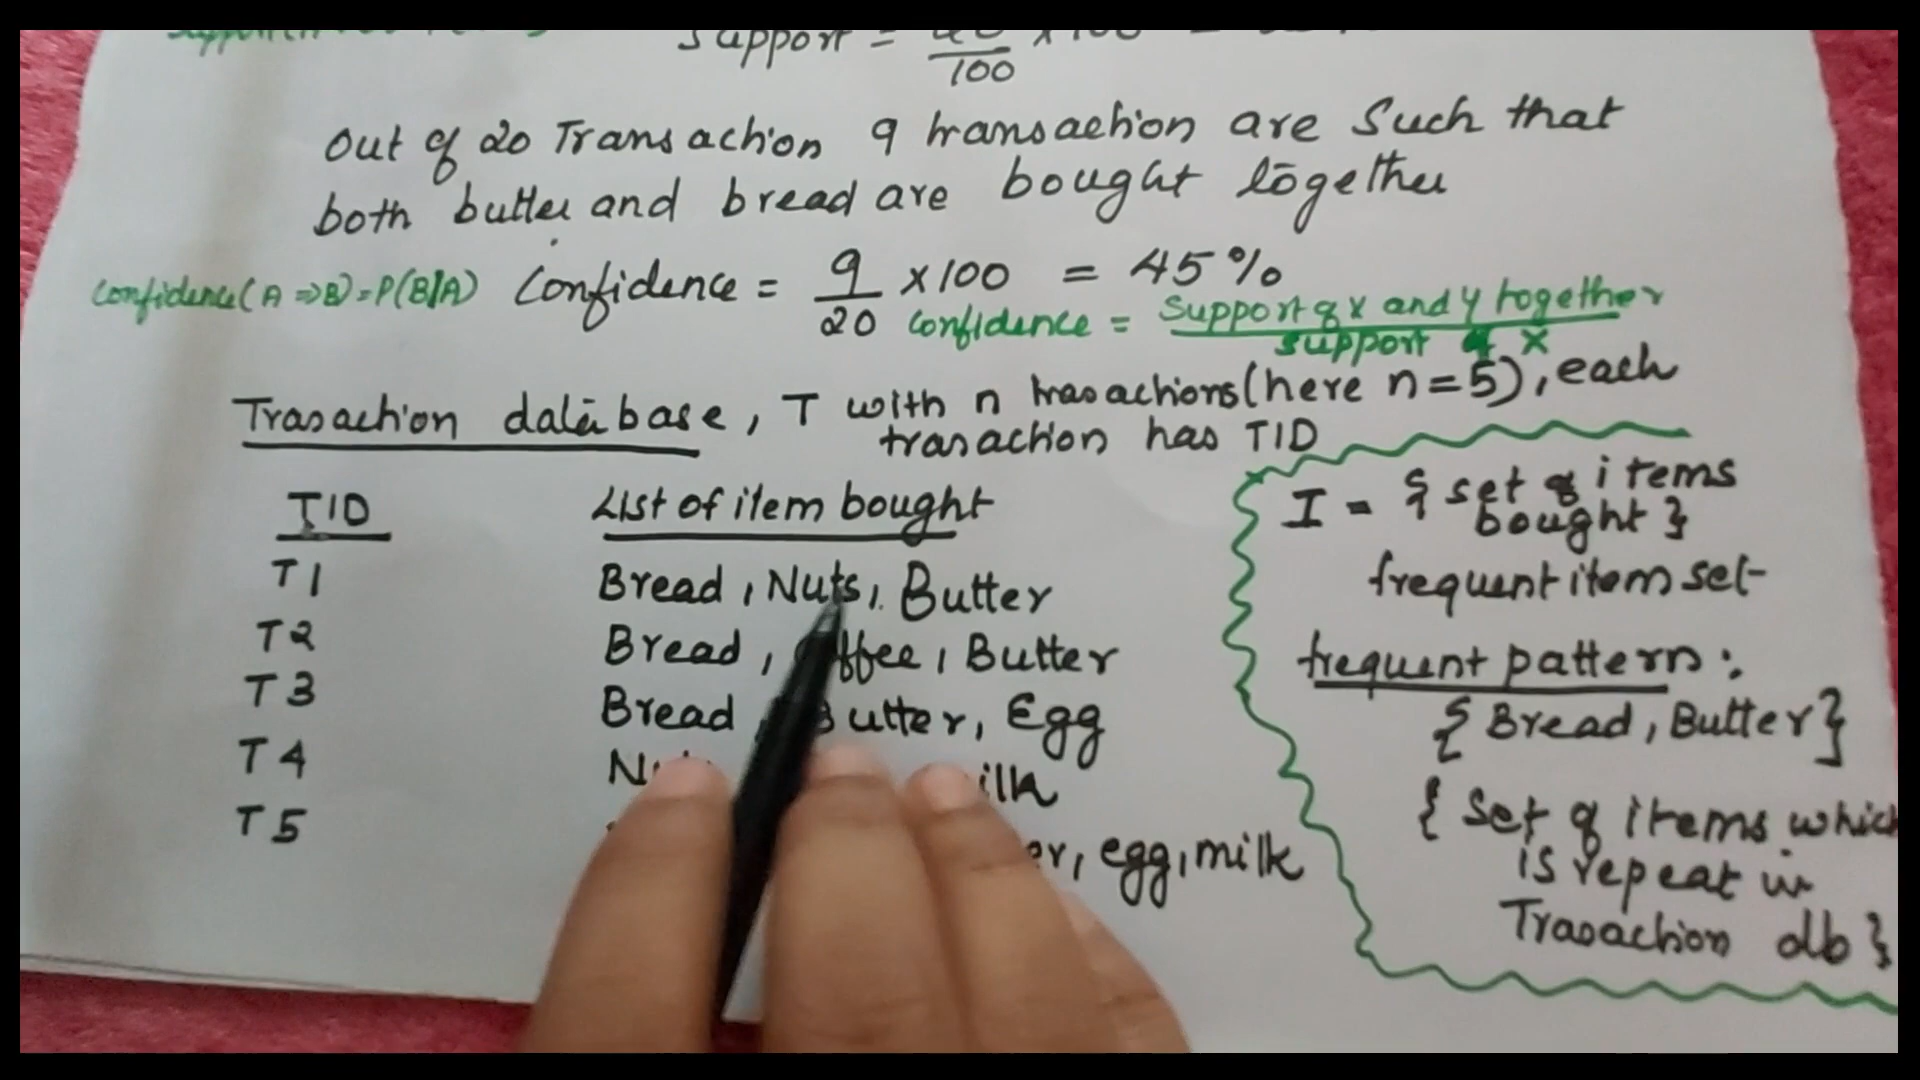 Support =
100
Out of 20 Transaction 9 transaction are Such that
both butter and bread are bought together
Confidence(A => B) = P(B/A) Confidence = 9/20 x 100 = 45%
Confidence = Support of X and Y together / Support of X
Trasaction database, T with n trasactions (here n=5), each
trasaction has TID
TID List of item bought
T1 Bread, Nuts, Butter
T2 Bread, Butter
T3 Bread, Butter, Egg
T4
T5 egg, milk
I = { set of items
bought }
frequent item set
frequent pattern:
{ Bread, Butter }
{ Set of items which
is repeat in
Trasaction db }